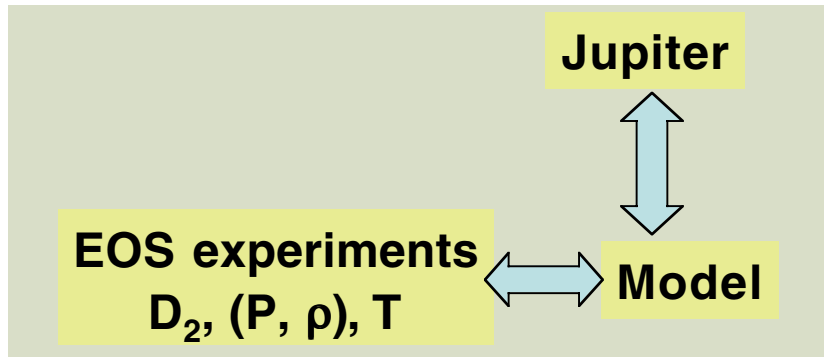 Jupiter
EOS experiments
D₂, (P, ρ), T
Model